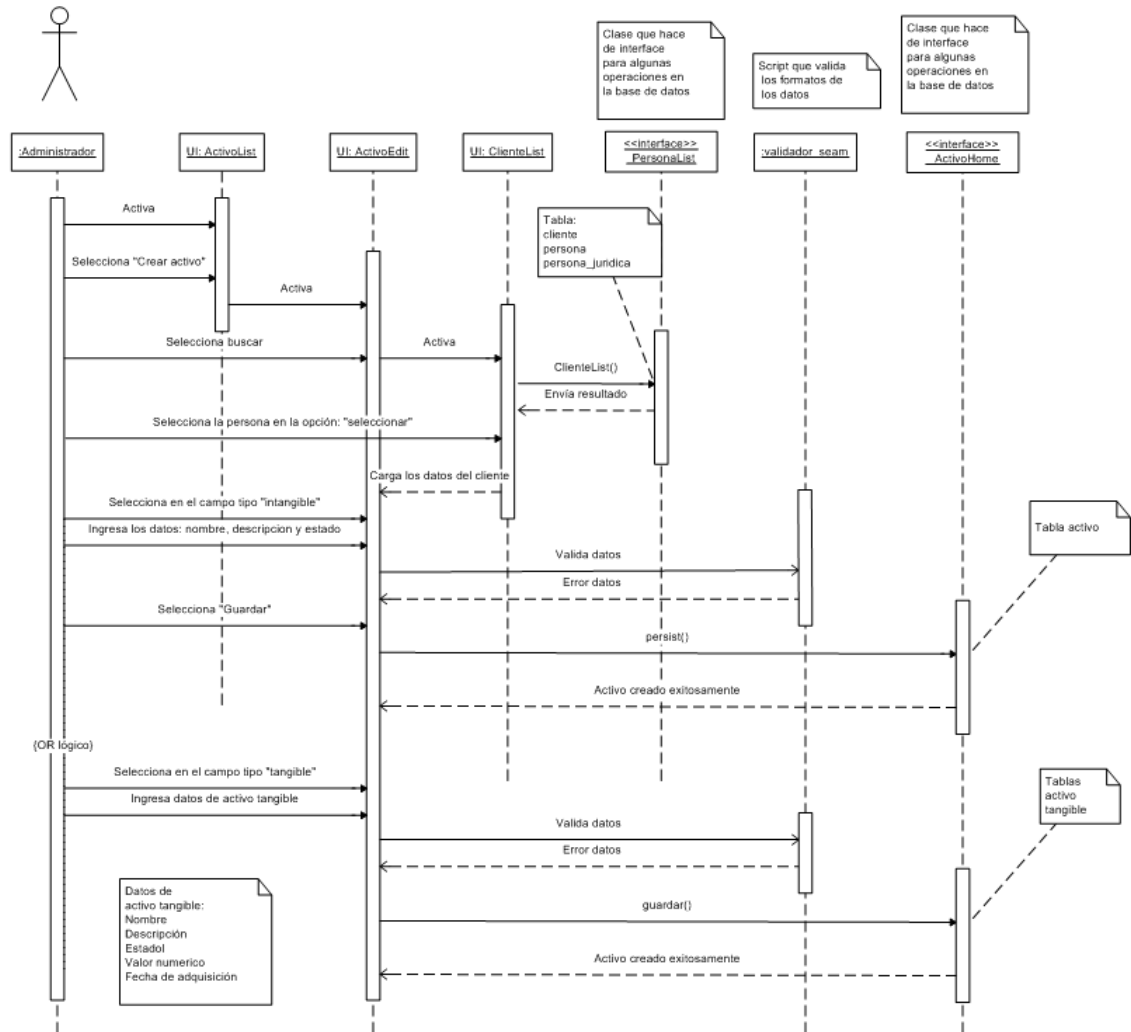 Clase que hace
de interface
para algunas
operaciones en
la base de datos
Script que valida
los formatos de
los datos
Clase que hace
de interface
para algunas
operaciones en
la base de datos
:Administrador
UI: ActivoList
UI: ActivoEdit
UI: ClienteList
<<interface>>
_PersonaList
:validador_seam
<<interface>>
_ActivoHome
Activa
Tabla:
cliente
persona
persona_juridica
Selecciona "Crear activo"
Activa
Selecciona buscar
Activa
ClienteList()
Envía resultado
Selecciona la persona en la opción: "seleccionar"
Carga los datos del cliente
Selecciona en el campo tipo "intangible"
Ingresa los datos: nombre, descripcion y estado
Tabla activo
Valida datos
Error datos
Selecciona "Guardar"
persist()
Activo creado exitosamente
{OR lógico}
Selecciona en el campo tipo "tangible"
Ingresa datos de activo tangible
Tablas
activo
tangible
Valida datos
Error datos
Datos de
activo tangible:
Nombre
Descripción
Estadol
Valor numerico
Fecha de adquisición
guardar()
Activo creado exitosamente